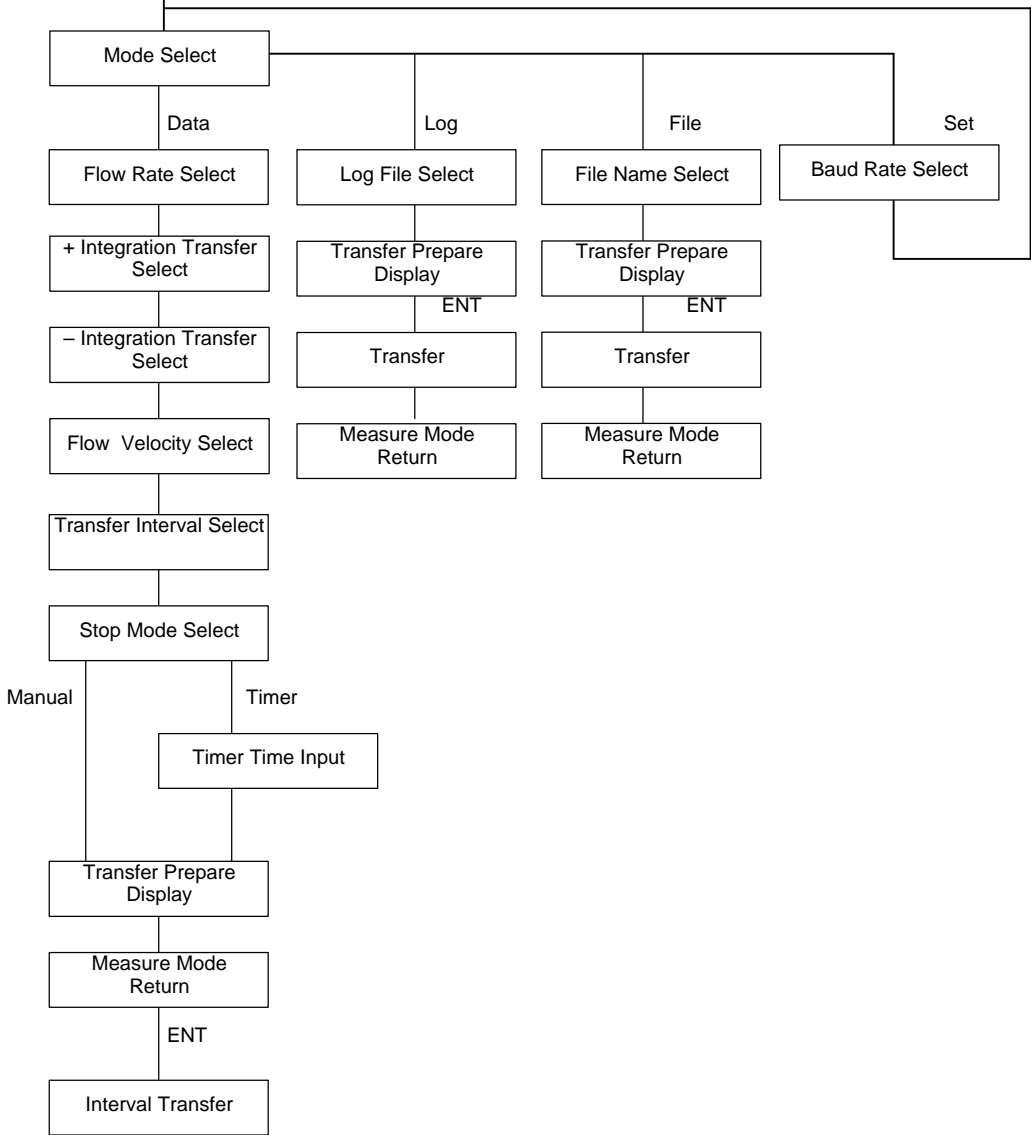 Mode Select
Data
Log
File
Set
Flow Rate Select
Log File Select
File Name Select
Baud Rate Select
+ Integration Transfer
Select
Transfer Prepare
Display
Transfer Prepare
Display
ENT
ENT
– Integration Transfer
Select
Transfer
Transfer
Flow Velocity Select
Measure Mode
Return
Measure Mode
Return
Transfer Interval Select
Stop Mode Select
Manual
Timer
Timer Time Input
Transfer Prepare
Display
Measure Mode
Return
ENT
Interval Transfer